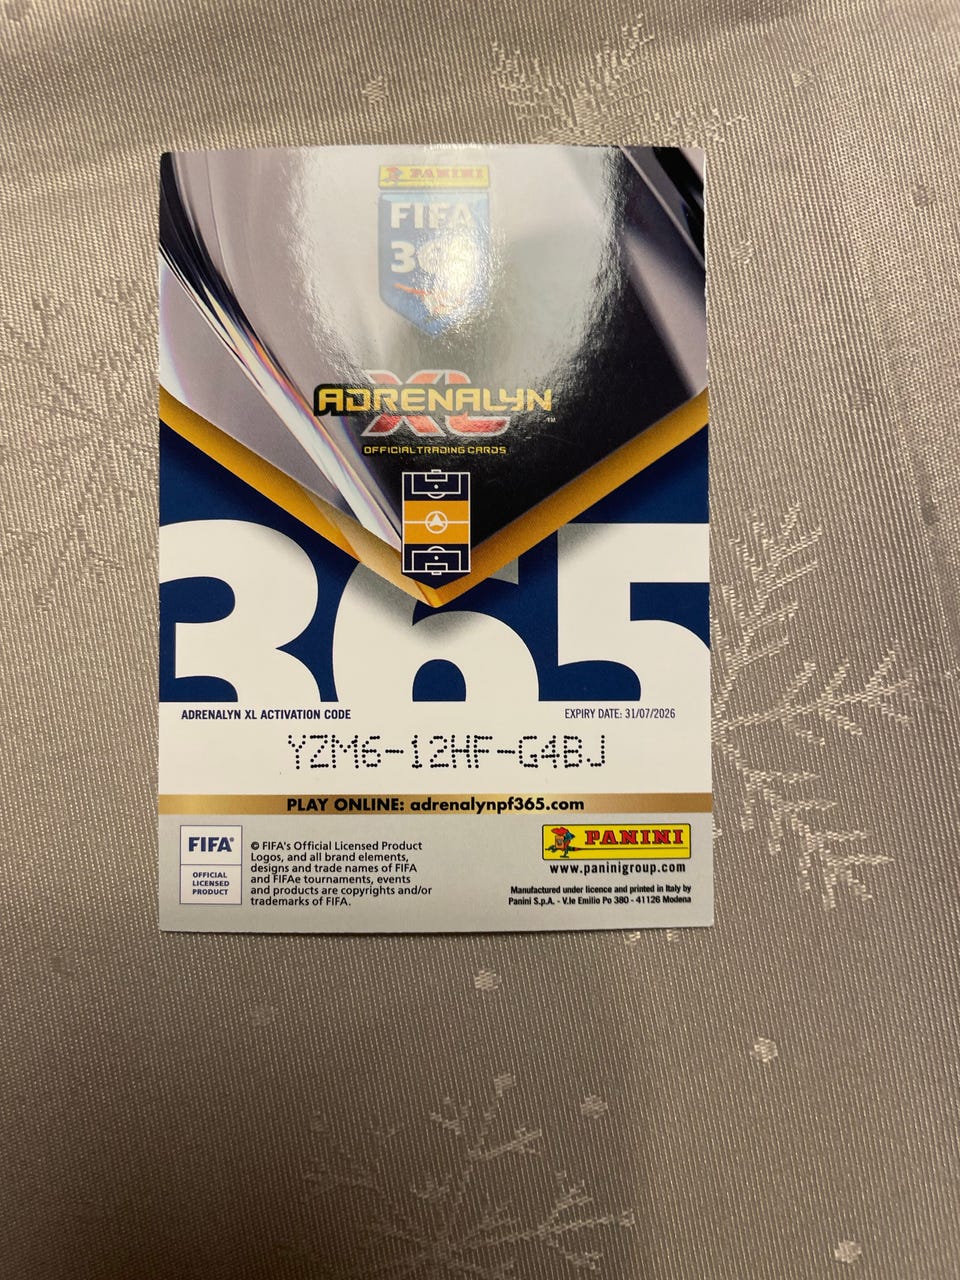 PANINI
FIFA
365
ADRENALYN XL™
OFFICIAL TRADING CARDS
365
ADRENALYN XL ACTIVATION CODE
EXPIRY DATE: 31/07/2026
YZM6-12HF-G4BJ
PLAY ONLINE: adrenalynpf365.com
FIFA®
OFFICIAL
LICENSED
PRODUCT
© FIFA's Official Licensed Product
Logos, and all brand elements,
designs and trade names of FIFA
and FIFAe tournaments, events
and products are copyrights and/or
trademarks of FIFA.
PANINI
www.paninigroup.com
Manufactured under licence and printed in Italy by
Panini S.p.A. - V.le Emilio Po 380 - 41126 Modena